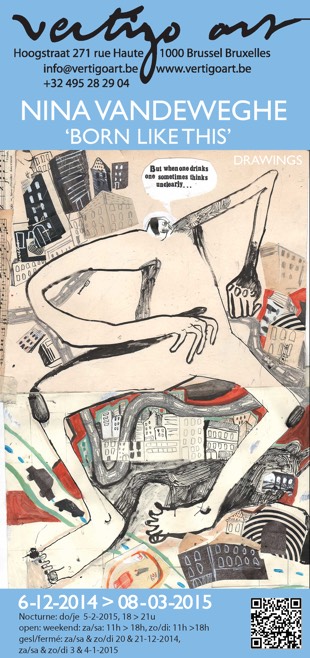 vertigo art
Hoogstraat 271 rue Haute 1000 Brussel Bruxelles
info@vertigoart.be www.vertigoart.be
+32 495 28 29 04
NINA VANDEWEGHE
‘BORN LIKE THIS’
DRAWINGS
But when one drinks
one sometimes thinks
unclearly...
6-12-2014 > 08-03-2015
Nocturne: do/je 5-2-2015, 18 > 21u
open: weekend: za/sa: 11h > 18h, zo/di: 11h >18h
gesl/fermé: za/sa & zo/di 20 & 21-12-2014,
za/sa & zo/di 3 & 4-1-2015